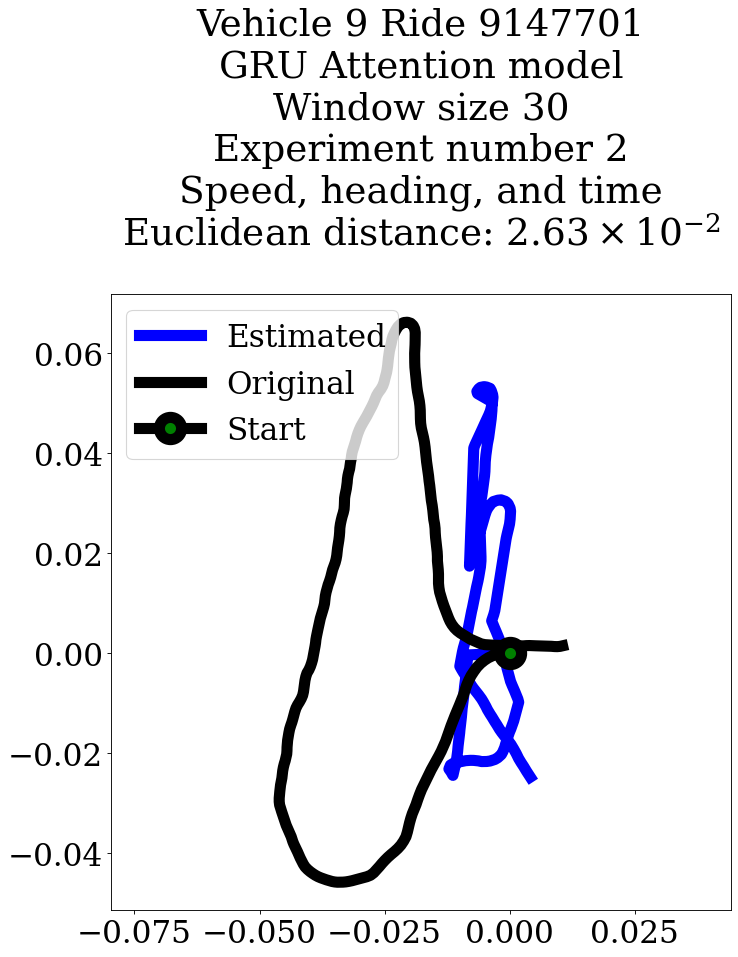 Vehicle 9 Ride 9147701
GRU Attention model
Window size 30
Experiment number 2
Speed, heading, and time
Euclidean distance: 2.63 × 10⁻²
Estimated
Original
Start
0.06
0.04
0.02
0.00
−0.02
−0.04
−0.075 −0.050 −0.025 0.000 0.025